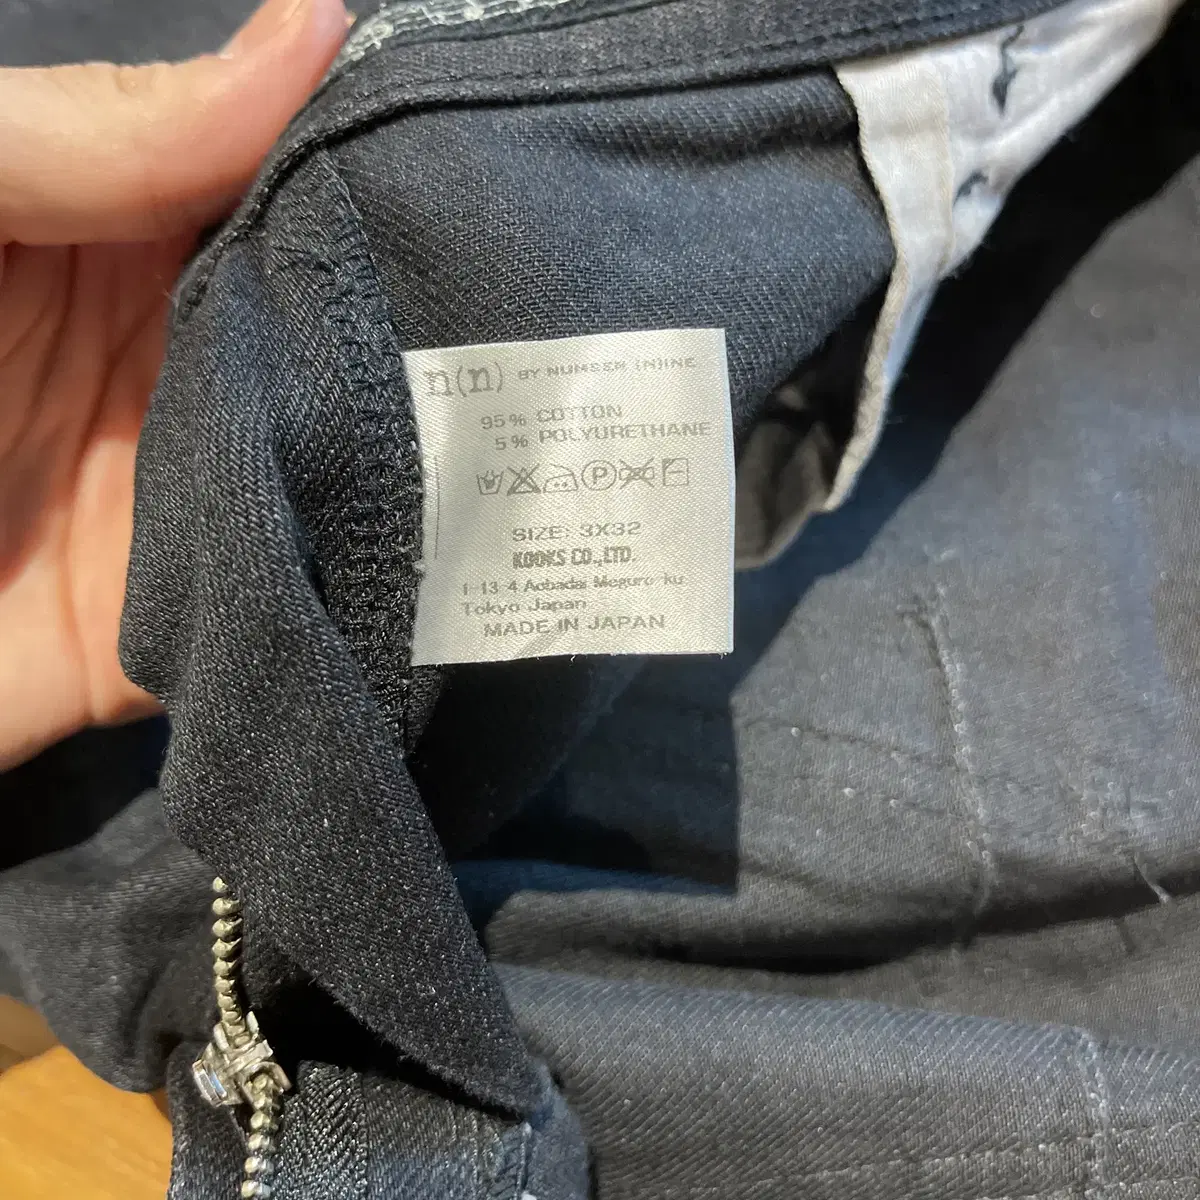 n(n) BY NUMBER (N)INE
95% COTTON
5% POLYURETHANE
P
SIZE: 3X32
KOOKS CO.,LTD.
1-13-4 Aobadai Meguro-ku
Tokyo Japan
MADE IN JAPAN